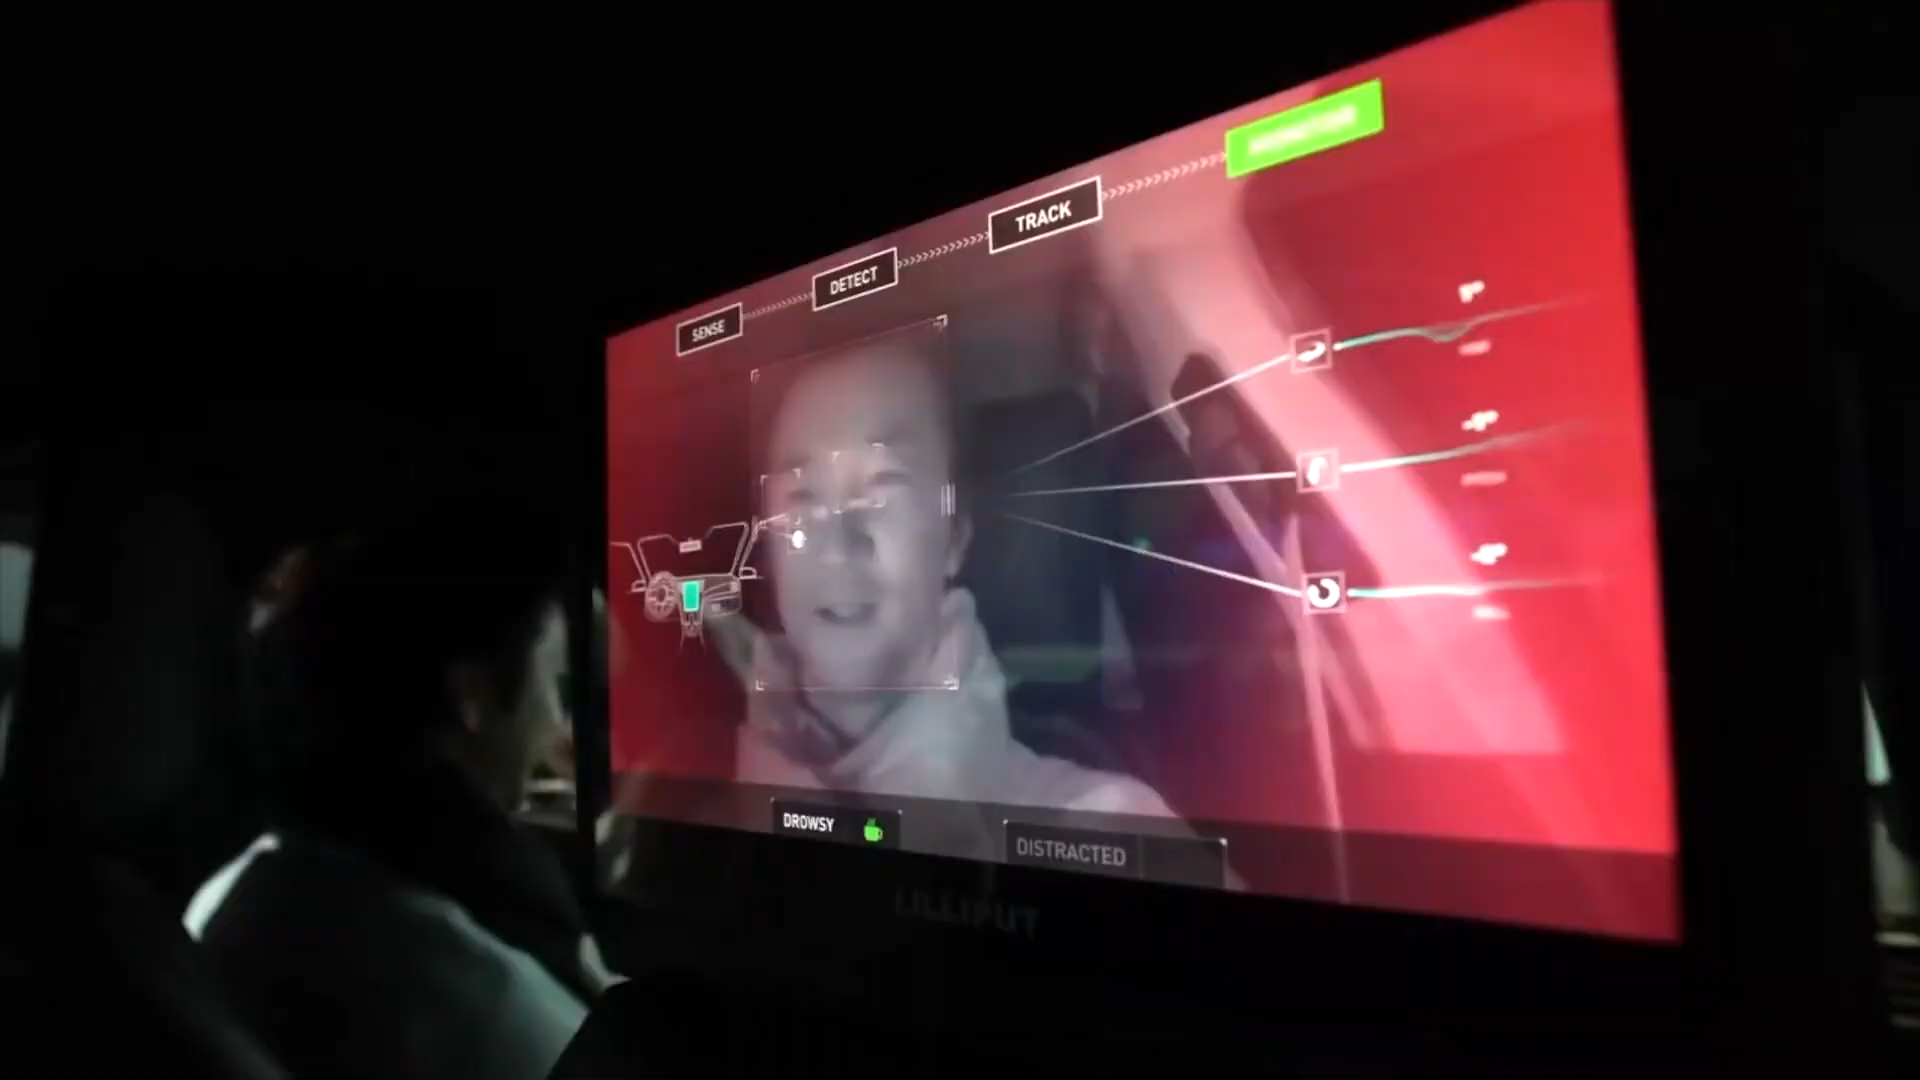 SENSE
DETECT
TRACK
DROWSY
DISTRACTED
LILLIPUT